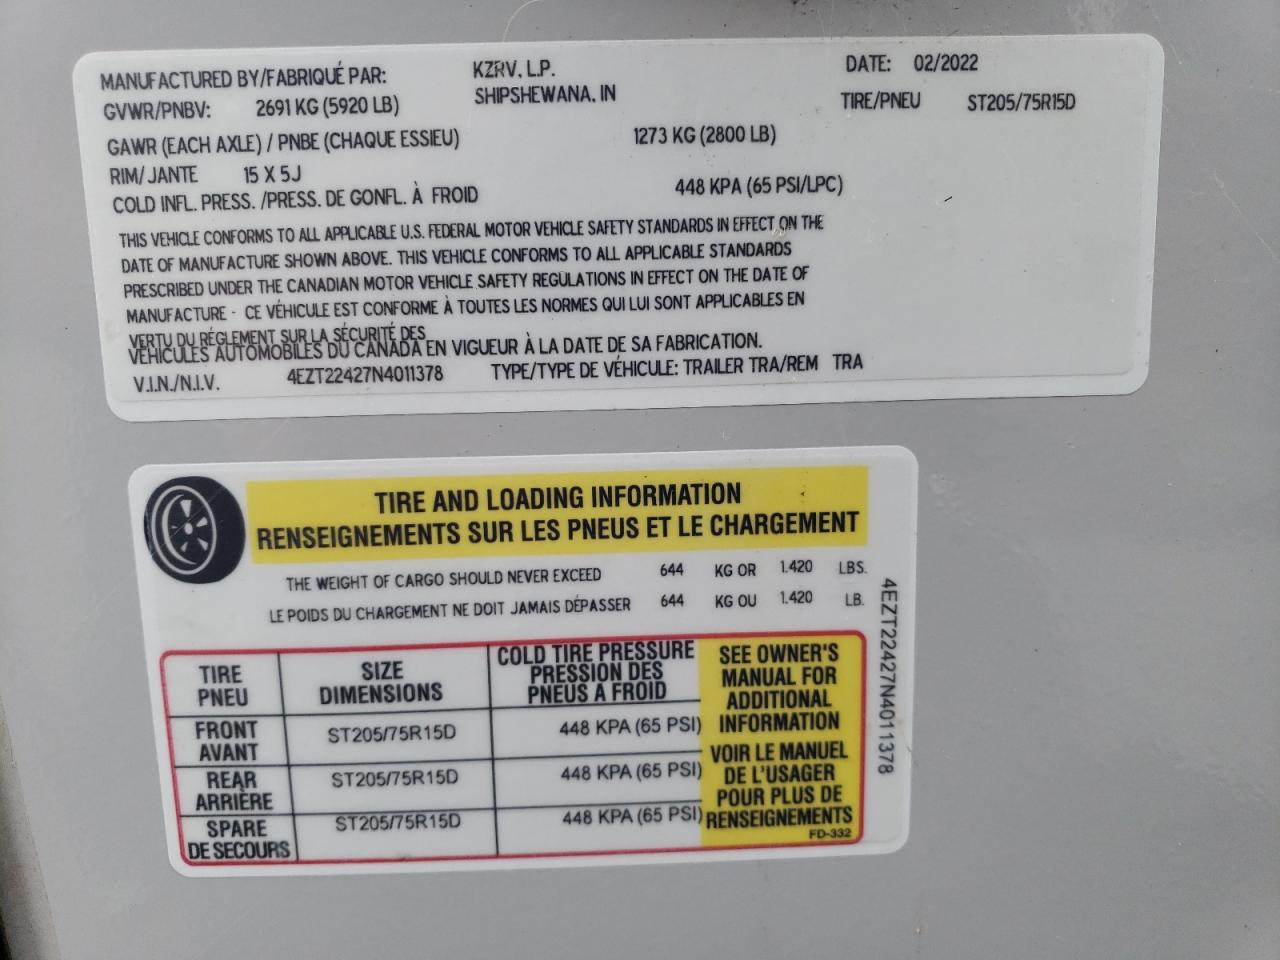 MANUFACTURED BY/FABRIQUÉ PAR: KZRV, L.P. DATE: 02/2022
GVWR/PNBV: 2691 KG (5920 LB) SHIPSHEWANA, IN TIRE/PNEU ST205/75R15D
GAWR (EACH AXLE) / PNBE (CHAQUE ESSIEU) 1273 KG (2800 LB)
RIM/JANTE 15 X 5J
COLD INFL. PRESS. /PRESS. DE GONFL. À FROID 448 KPA (65 PSI/LPC)
THIS VEHICLE CONFORMS TO ALL APPLICABLE U.S. FEDERAL MOTOR VEHICLE SAFETY STANDARDS IN EFFECT ON THE
DATE OF MANUFACTURE SHOWN ABOVE. THIS VEHICLE CONFORMS TO ALL APPLICABLE STANDARDS
PRESCRIBED UNDER THE CANADIAN MOTOR VEHICLE SAFETY REGULATIONS IN EFFECT ON THE DATE OF
MANUFACTURE - CE VÉHICULE EST CONFORME À TOUTES LES NORMES QUI LUI SONT APPLICABLES EN
VERTU DU RÉGLEMENT SUR LA SÉCURITÉ DES
VÉHICULES AUTOMOBILES DU CANADA EN VIGUEUR À LA DATE DE SA FABRICATION.
V.I.N./N.I.V. 4EZT22427N4011378 TYPE/TYPE DE VÉHICULE: TRAILER TRA/REM TRA
TIRE AND LOADING INFORMATION
RENSEIGNEMENTS SUR LES PNEUS ET LE CHARGEMENT
THE WEIGHT OF CARGO SHOULD NEVER EXCEED 644 KG OR 1.420 LBS.
LE POIDS DU CHARGEMENT NE DOIT JAMAIS DÉPASSER 644 KG OU 1.420 LB.
TIRE
PNEU
SIZE
DIMENSIONS
COLD TIRE PRESSURE
PRESSION DES
PNEUS A FROID
FRONT
AVANT
ST205/75R15D 448 KPA (65 PSI)
REAR
ARRIÈRE
ST205/75R15D 448 KPA (65 PSI)
SPARE
DE SECOURS
ST205/75R15D 448 KPA (65 PSI)
SEE OWNER'S
MANUAL FOR
ADDITIONAL
INFORMATION
VOIR LE MANUEL
DE L'USAGER
POUR PLUS DE
RENSEIGNEMENTS
FD-332
4EZT22427N4011378